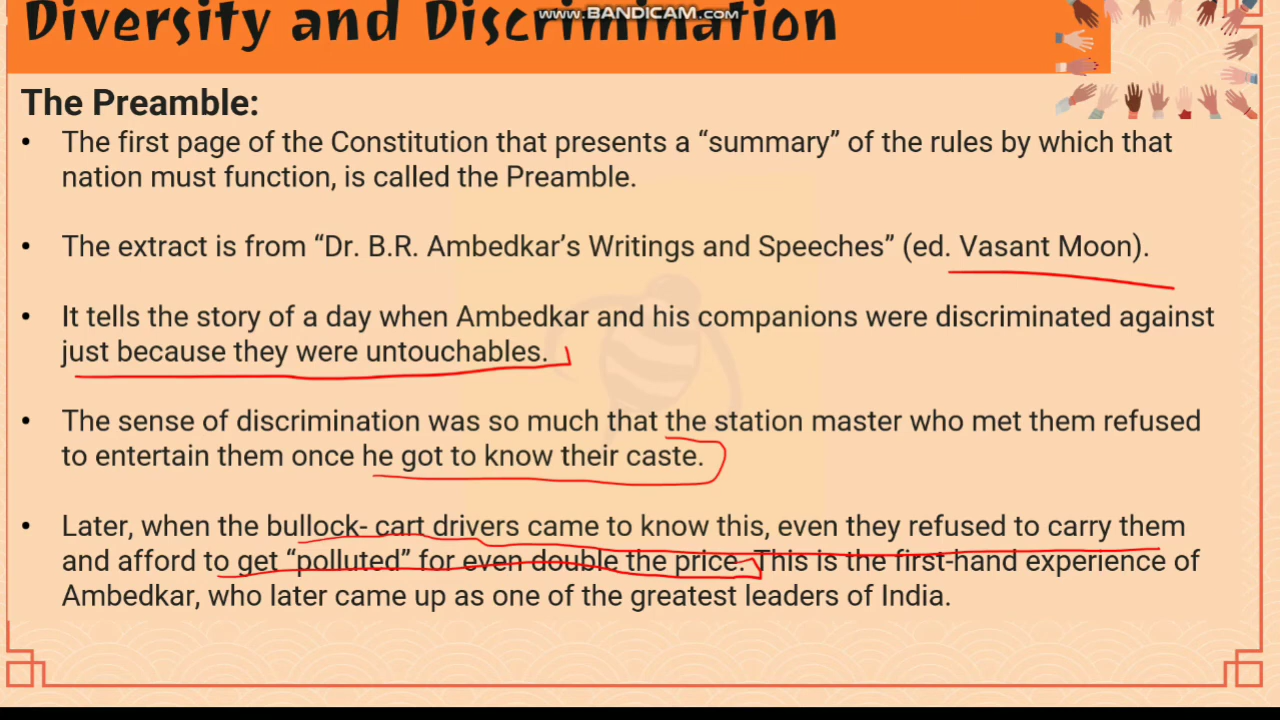 www.BANDICAM.com
Diversity and Discrimination
The Preamble:
• The first page of the Constitution that presents a “summary” of the rules by which that
nation must function, is called the Preamble.
• The extract is from “Dr. B.R. Ambedkar’s Writings and Speeches” (ed. Vasant Moon).
• It tells the story of a day when Ambedkar and his companions were discriminated against
just because they were untouchables.
• The sense of discrimination was so much that the station master who met them refused
to entertain them once he got to know their caste.
• Later, when the bullock- cart drivers came to know this, even they refused to carry them
and afford to get “polluted” for even double the price. This is the first-hand experience of
Ambedkar, who later came up as one of the greatest leaders of India.